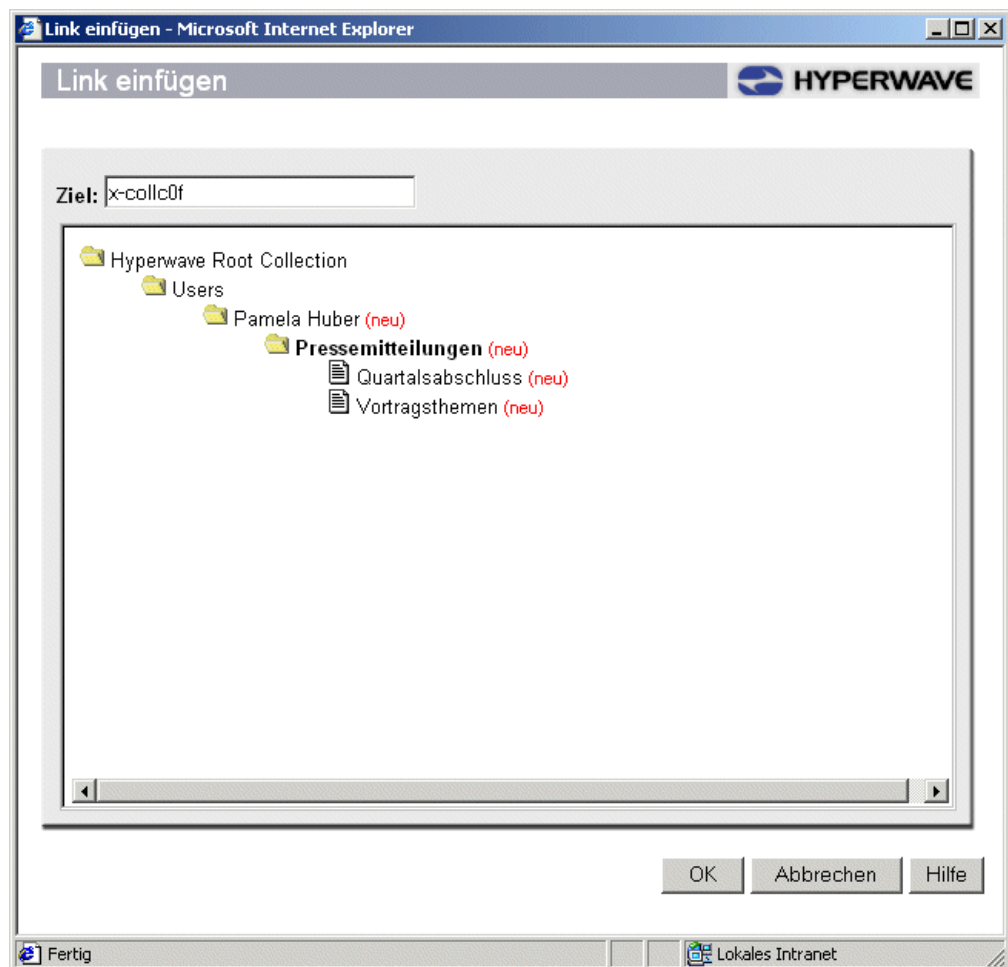 Link einfügen - Microsoft Internet Explorer
Link einfügen
HYPERWAVE
Ziel: x-collc0f
Hyperwave Root Collection
Users
Pamela Huber (neu)
Pressemitteilungen (neu)
Quartalsabschluss (neu)
Vortragsthemen (neu)
OK Abbrechen Hilfe
Fertig Lokales Intranet